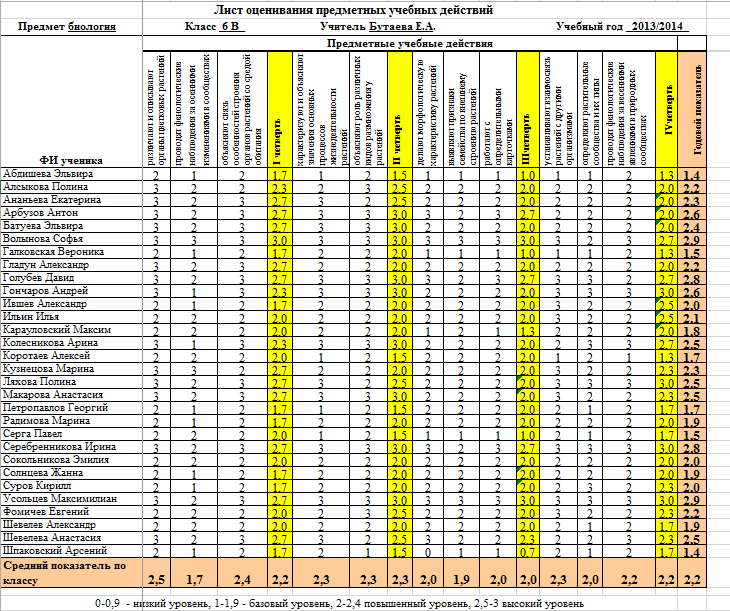 Лист оценивания предметных учебных действий
Предмет биология Класс 6 В Учитель Бутаева Е.А. Учебный год 2013/2014
Предметные учебные действия
ФИ ученика
различают и описывают органы цветковых растений
проводят фенологические наблюдения за осенними изменениями в сообществах
объясняют связь особенностей строения органов растений со средой обитания
I четверть
характеризуют и объясняют значения основных процессов жизнедеятельности растений
объясняют роль различных видов размножения у растений
II четверть
делают морфологическую характеристику растений
выявляют признаки семейства по внешнему строению растений
работают с определительными карточками
IIIчетверть
устанавливают взаимосвязь растений с другими организмами
определяют растительные сообщества и их типы
проводят фенологические наблюдения за весенними явлениями в природных сообществах
IVчетверть
Годовой показатель
Абдишева Эльвира 2 1 2 1.7 2 1 1.5 1 1 1 1.0 1 1 2 1.3 1.4
Алсыкова Полина 3 2 2 2.3 2 3 2.5 2 2 2 2.0 2 2 2 2.0 2.2
Ананьева Екатерина 3 2 3 2.7 3 2 2.5 2 2 2 2.0 2 2 2 2.0 2.3
Арбузов Антон 3 2 3 2.7 3 3 3.0 3 2 3 2.7 2 2 2 2.0 2.6
Батуева Эльвира 3 2 3 2.7 3 3 3.0 2 2 2 2.0 2 2 2 2.0 2.4
Волынова Софья 3 3 3 3.0 3 3 3.0 3 3 3 3.0 3 2 3 2.7 2.9
Галковская Вероника 2 1 2 1.7 2 2 2.0 1 1 1 1.0 1 1 2 1.3 1.5
Гладун Александр 3 2 3 2.7 2 2 2.0 2 2 2 2.0 2 2 2 2.0 2.2
Голубев Давид 3 2 3 2.7 3 3 3.0 3 2 3 2.7 3 2 3 2.7 2.8
Гончаров Андрей 3 1 3 2.3 3 3 3.0 2 2 2 2.0 3 3 3 3.0 2.6
Ившев Александр 2 1 2 1.7 2 2 2.0 2 2 2 2.0 3 2 2 2.5 2.0
Ильин Илья 2 2 2 2.0 2 2 2.0 2 2 2 2.0 3 2 2 2.5 2.1
Карауловский Максим 2 2 2 2.0 2 2 2.0 1 2 1 1.3 2 2 2 2.0 1.8
Колесникова Арина 3 1 3 2.3 3 3 3.0 2 2 2 2.0 2 3 3 2.7 2.5
Коротаев Алексей 2 2 2 2.0 1 2 1.5 2 2 2 2.0 2 1 1 1.3 1.7
Кузнецова Марина 3 2 3 2.7 2 2 2.0 2 2 2 2.0 2 2 3 2.3 2.3
Ляхова Полина 3 2 3 2.7 3 2 2.5 2 2 2 2.0 3 3 3 3.0 2.5
Макарова Анастасия 3 2 3 2.7 3 3 3.0 2 2 2 2.0 2 2 3 2.3 2.5
Петропавлов Георгий 2 1 2 1.7 1 2 1.5 2 2 2 2.0 2 1 2 1.7 1.7
Радимова Марина 2 1 2 1.7 2 2 2.0 2 2 2 2.0 2 2 2 2.0 1.9
Серга Павел 2 2 2 2.0 1 2 1.5 1 1 1 1.0 2 1 2 1.7 1.5
Серебренникова Ирина 3 2 3 2.7 3 3 3.0 3 2 3 2.7 3 3 3 3.0 2.8
Сокольникова Эмилия 2 2 2 2.0 2 2 2.0 2 2 2 2.0 2 2 2 2.0 2.0
Солнцева Жанна 2 1 2 1.7 2 2 2.0 2 2 2 2.0 2 2 2 2.0 1.9
Суров Кирилл 2 1 2 1.7 2 2 2.0 2 2 2 2.0 2 3 2 2.3 2.0
Усольцев Максимилиан 3 2 3 2.7 3 3 3.0 3 3 3 3.0 3 3 3 3.0 2.9
Фомичев Евгений 2 2 2 2.0 2 3 2.5 2 2 2 2.0 2 2 3 2.3 2.2
Шевелев Александр 2 2 2 2.0 2 2 2.0 2 2 2 2.0 2 1 2 1.7 1.9
Шевелева Анастасия 3 2 3 2.7 3 2 2.5 3 2 2 2.3 2 2 3 2.3 2.5
Шпаковский Арсений 2 1 2 1.7 2 1 1.5 0 1 1 0.7 2 1 2 1.7 1.4
Средний показатель по классу 2,5 1,7 2,4 2,2 2,3 2,3 2,3 2,0 1,9 2,0 2,0 2,3 2,0 2,2 2,2 2,2
0-0,9 - низкий уровень, 1-1,9 - базовый уровень, 2-2,4 повышенный уровень, 2,5-3 высокий уровень